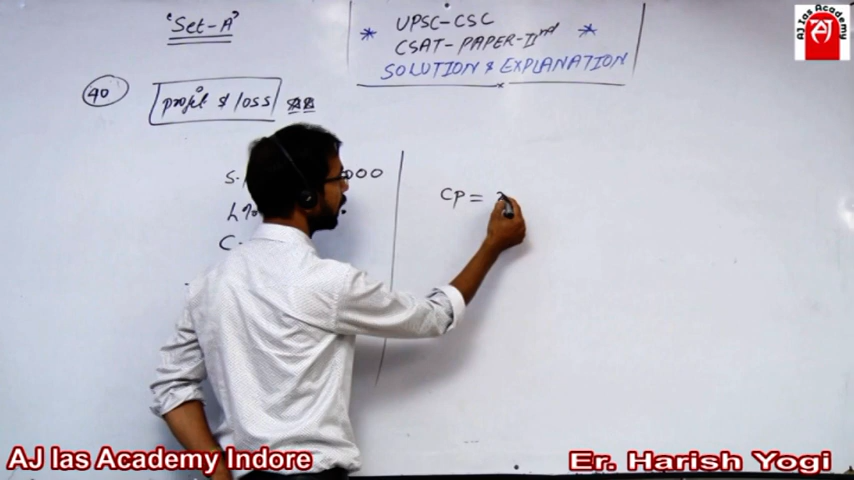 'Set-A'
* UPSC-CSC *
CSAT-PAPER-IInd
SOLUTION & EXPLANATION
40
profit & loss
S.
000
L%
C-
CP =
AJ Ias Academy
AJ Ias Academy Indore
Er. Harish Yogi